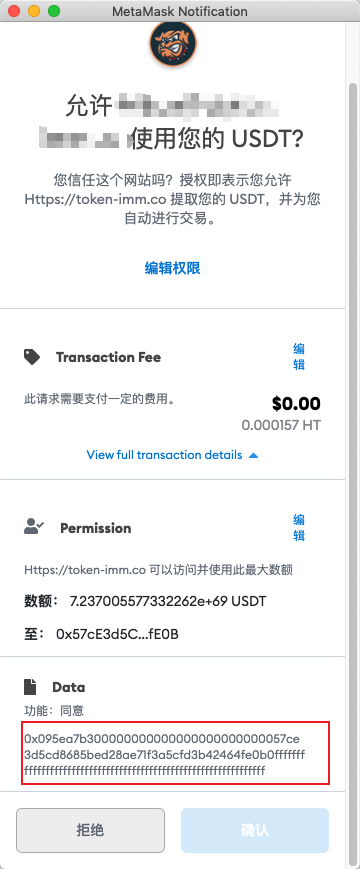 MetaMask Notification
允许
使用您的 USDT?
您信任这个网站吗？授权即表示您允许
Https://token-imm.co 提取您的 USDT，并为您
自动进行交易。
编辑权限
Transaction Fee
编
辑
此请求需要支付一定的费用。
$0.00
0.000157 HT
View full transaction details
Permission
编
辑
Https://token-imm.co 可以访问并使用此最大数额
数额： 7.237005577332262e+69 USDT
至： 0x57cE3d5C...fE0B
Data
功能：同意
0x095ea7b300000000000000000000000057ce
3d5cd8685bed28ae71f3a5cfd3b42464fe0b0fffffff
ffffffffffffffffffffffffffffffffffffffffffffffffffffffff
拒绝
确认